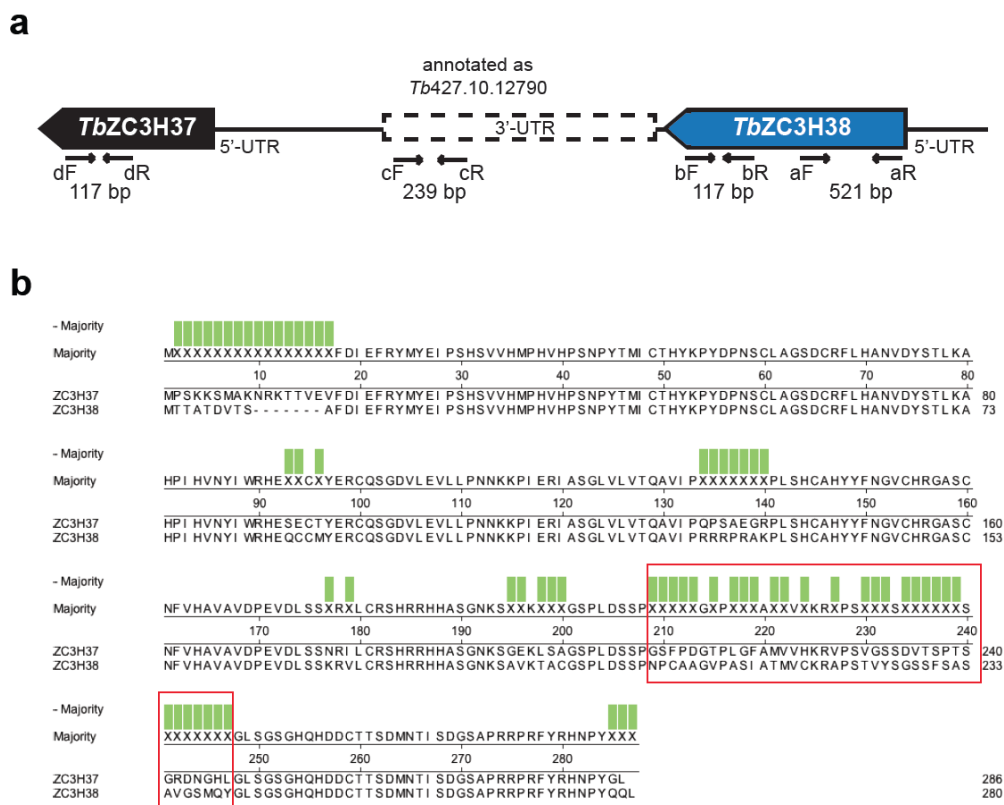 a
annotated as
Tb427.10.12790
TbZC3H37
5'-UTR
3'-UTR
TbZC3H38
5'-UTR
dF dR
117 bp
cF cR
239 bp
bF bR
117 bp
aF aR
521 bp
b
- Majority
Majority MXXXXXXXXXXXXXXXXFDIEFRYMYEIPSHSVVHMPHVHPSNPYTMICTHYKPYDPNSCLAGSDCRFLHANVDYSTLKA
10 20 30 40 50 60 70 80
ZC3H37 MPSKKSMAKNRKTTVEVFDIEFRYMYEIPSHSVVHMPHVHPSNPYTMICTHYKPYDPNSCLAGSDCRFLHANVDYSTLKA 80
ZC3H38 MTTATDVTS-------AFDIEFRYMYEIPSHSVVHMPHVHPSNPYTMICTHYKPYDPNSCLAGSDCRFLHANVDYSTLKA 73
- Majority
Majority HPIHVNYIWRHEXXCXYERCQSGDVLEVLLPNNKKPIERIASGLVLVTQAVIPXXXXXXXPLSHCAHYYFNGVCHRGASC
90 100 110 120 130 140 150 160
ZC3H37 HPIHVNYIWRHESECTYERCQSGDVLEVLLPNNKKPIERIASGLVLVTQAVIPQPSAEGRPLSHCAHYYFNGVCHRGASC 160
ZC3H38 HPIHVNYIWRHEQCCMYERCQSGDVLEVLLPNNKKPIERIASGLVLVTQAVIPRRRPRAKPLSHCAHYYFNGVCHRGASC 153
- Majority
Majority NFVHAVAVDPEVDLSSXRXLCRSHRRHHASGNKSXXKXXXGSPLDSSPXXXXXGXPXXXAXXVXKRXPSXXXSXXXXXXS
170 180 190 200 210 220 230 240
ZC3H37 NFVHAVAVDPEVDLSSNRILCRSHRRHHASGNKSGEKLSAGSPLDSSPGSFPDGTPLGFAMVVHKRVPSVGSSDVTSPTS 240
ZC3H38 NFVHAVAVDPEVDLSSKRVLCRSHRRHHASGNKSAVKTACGSPLDSSPNPCAAGVPASIATMVCKRAPSTVYSGSSFSAS 233
- Majority
Majority XXXXXXXGLSGSGHQHDDCTTSDMNTISDGSAPRRPRFYRHNPYXXX
250 260 270 280
ZC3H37 GRDNGHLGLSGSGHQHDDCTTSDMNTISDGSAPRRPRFYRHNPYGL 286
ZC3H38 AVGSMQYGLSGSGHQHDDCTTSDMNTISDGSAPRRPRFYRHNPYQQL 280